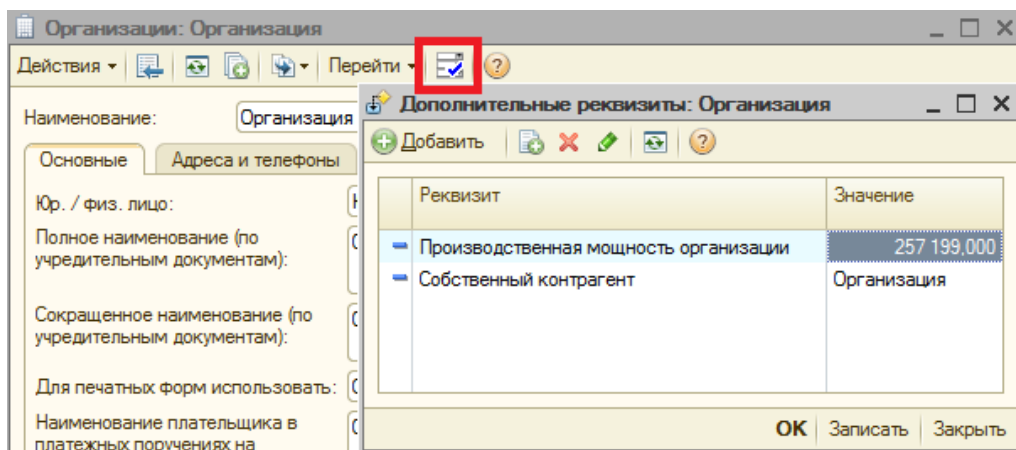 Организации: Организация
Действия
Перейти
Наименование:
Организация
Основные
Адреса и телефоны
Юр. / физ. лицо:
Полное наименование (по
учредительным документам):
Сокращенное наименование (по
учредительным документам):
Для печатных форм использовать:
Наименование плательщика в
платежных поручениях на
Дополнительные реквизиты: Организация
Добавить
Реквизит
Значение
Производственная мощность организации
257 199,000
Собственный контрагент
Организация
OK
Записать
Закрыть